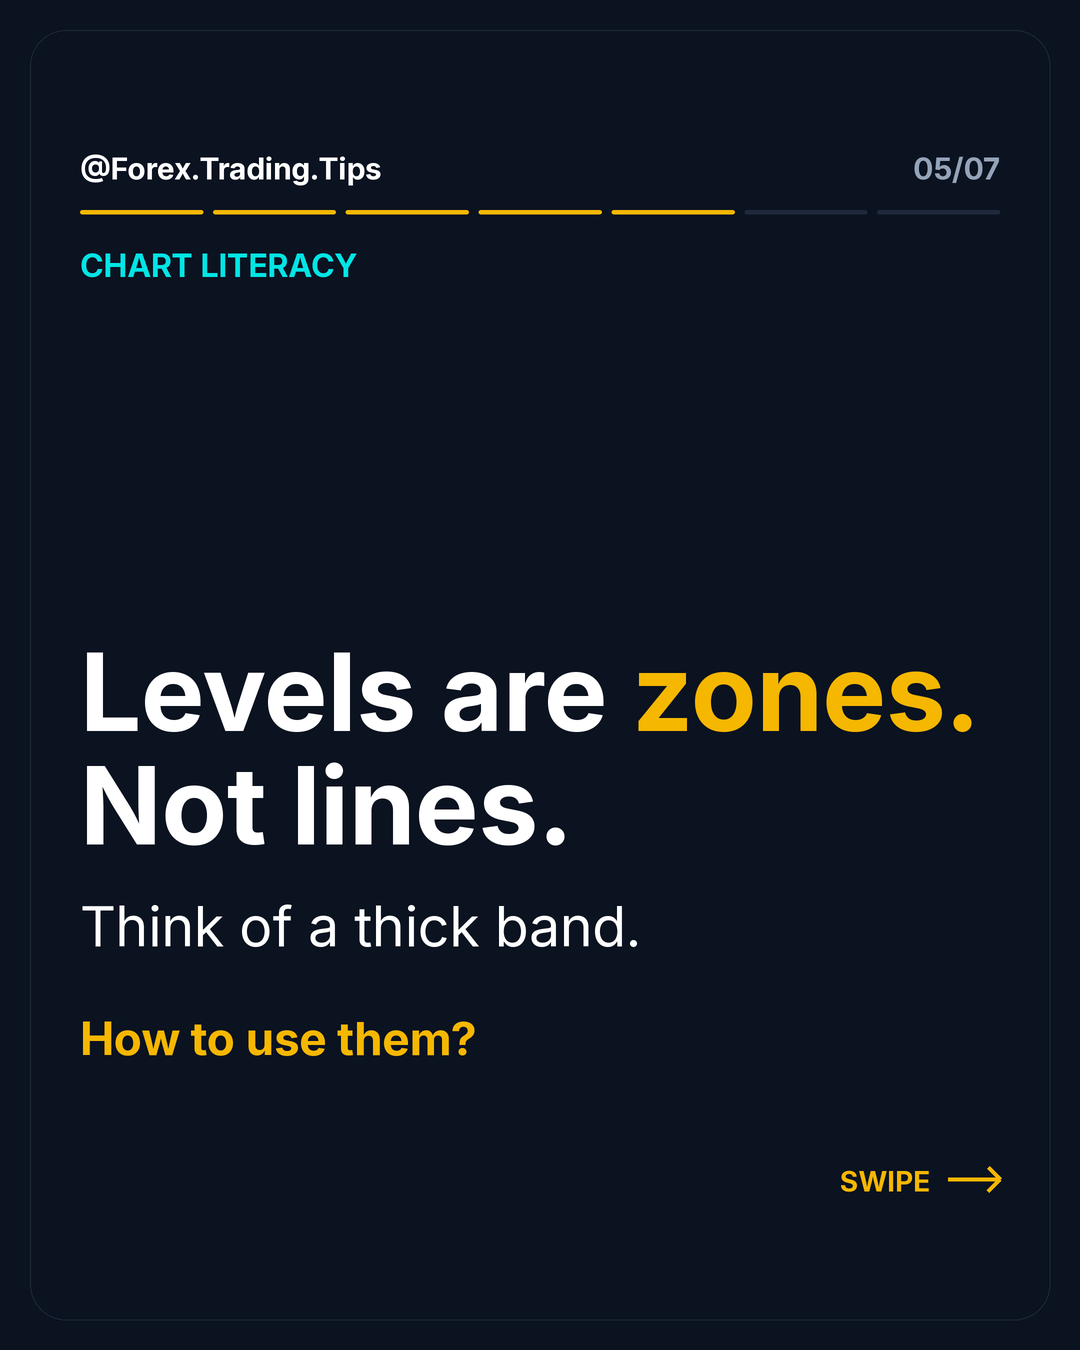 @Forex.Trading.Tips
05/07
CHART LITERACY
Levels are zones.
Not lines.
Think of a thick band.
How to use them?
SWIPE